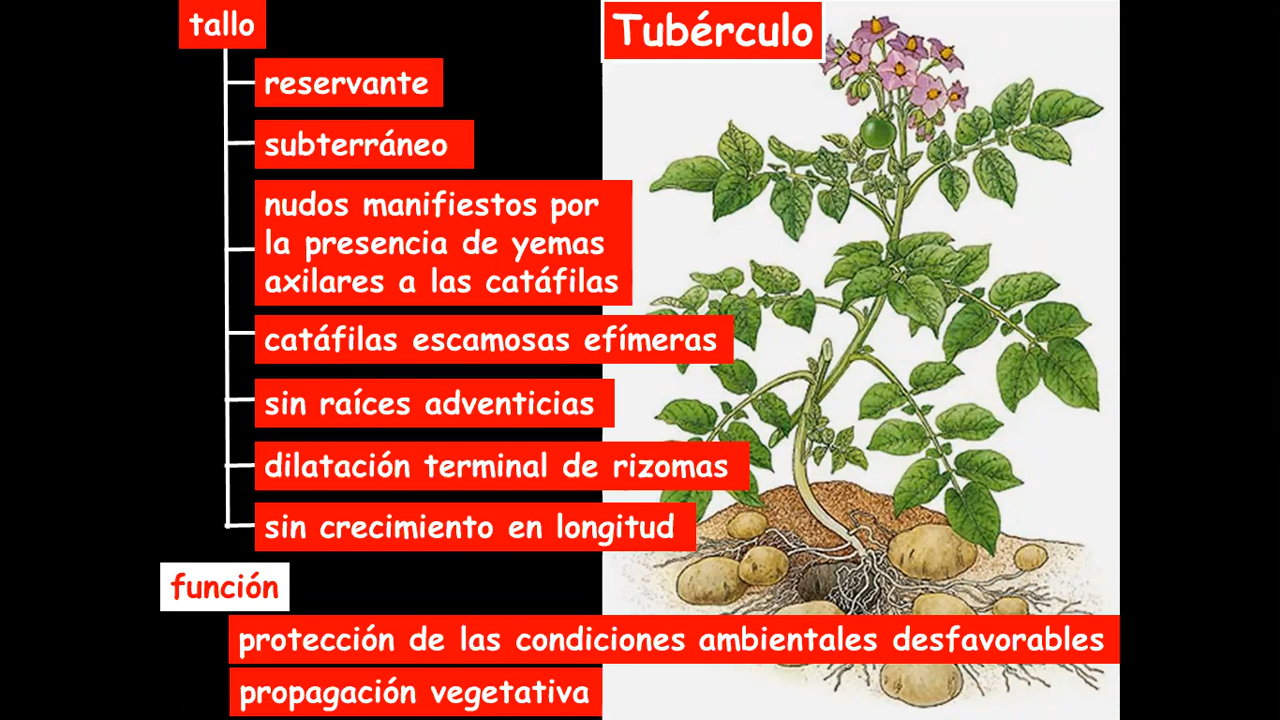 tallo
Tubérculo
reservante
subterráneo
nudos manifiestos por
la presencia de yemas
axilares a las catáfilas
catáfilas escamosas efímeras
sin raíces adventicias
dilatación terminal de rizomas
sin crecimiento en longitud
función
protección de las condiciones ambientales desfavorables
propagación vegetativa